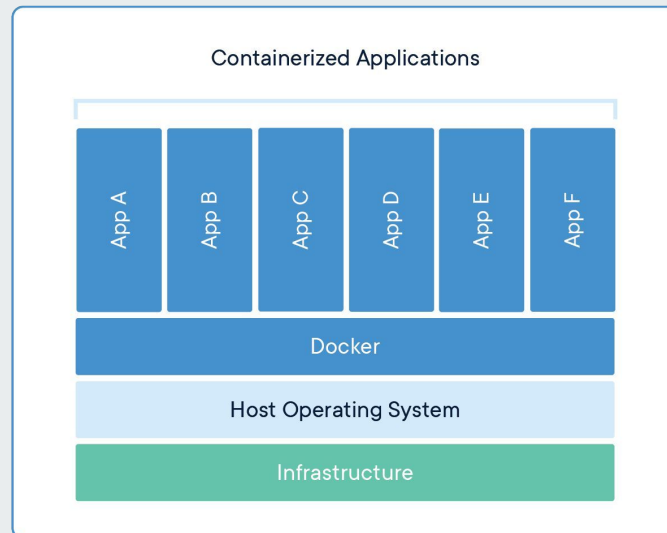 Containerized Applications
App A
App B
App C
App D
App E
App F
Docker
Host Operating System
Infrastructure